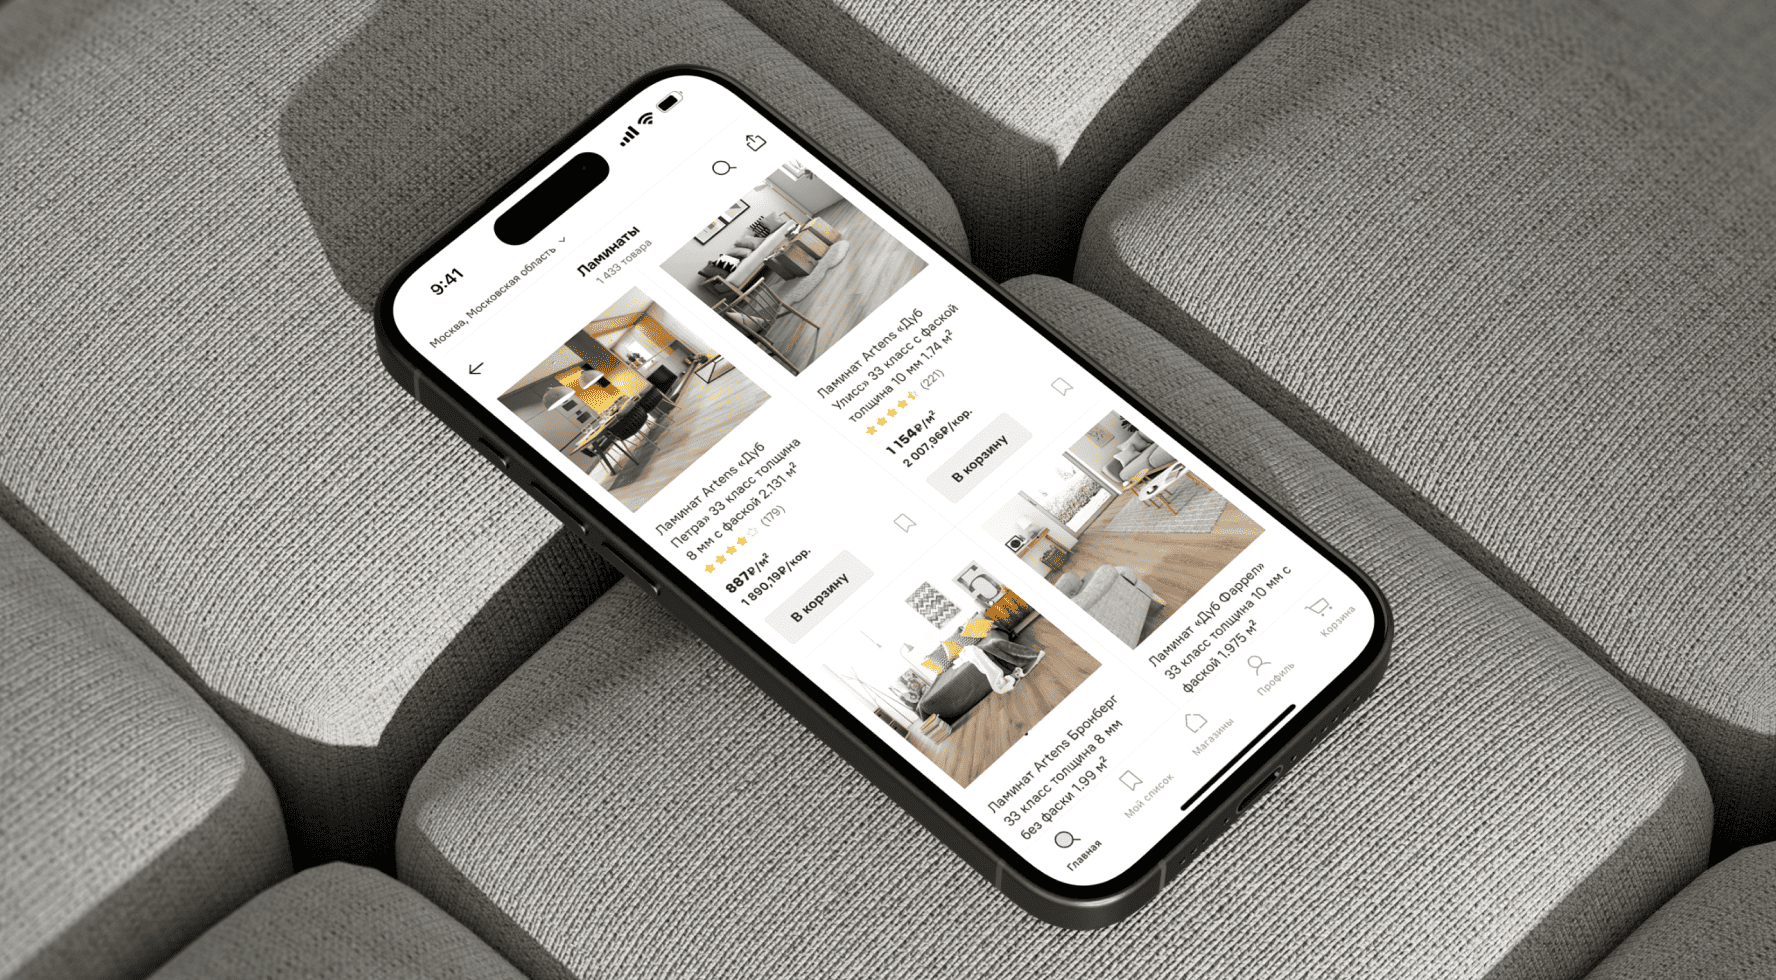 9:41
Москва, Московская область
Ламинаты
1 433 товара
Ламинат Artens «Дуб
Петра» 33 класс толщина
8 мм с фаской 2.131 м²
(179)
887₽/м²
1 890,19₽/кор.
В корзину
Ламинат Artens «Дуб
Улисс» 33 класс с фаской
толщина 10 мм 1.74 м²
(221)
1 154₽/м²
2 007,96₽/кор.
В корзину
5
Ламинат Artens Бронберг
33 класс толщина 8 мм
без фаски 1.99 м²
Ламинат «Дуб Фаррел»
33 класс толщина 10 мм с
фаской 1.975 м²
Главная
Мой список
Магазины
Профиль
Корзина